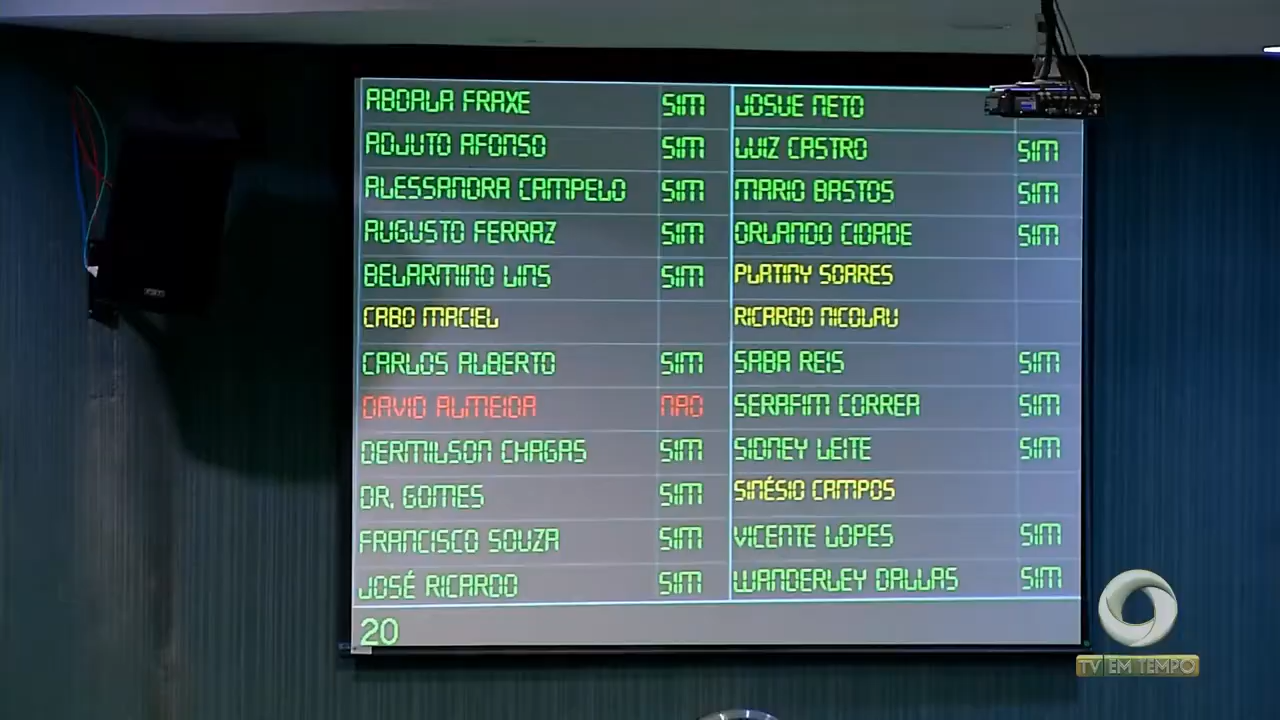 ABDALA FRAXE SIM
ADJUTO AFONSO SIM
ALESSANDRA CAMPELO SIM
AUGUSTO FERRAZ SIM
BELARMINO LINS SIM
CABO MACIEL
CARLOS ALBERTO SIM
DAVID ALMEIDA NAO
DERMILSON CHAGAS SIM
DR. GOMES SIM
FRANCISCO SOUZA SIM
JOSÉ RICARDO SIM
JOSUE NETO
LUIZ CASTRO SIM
MARIO BASTOS SIM
ORLANDO CIDADE SIM
PLATINY SOARES
RICARDO NICOLAU
SABA REIS SIM
SERAFIM CORREA SIM
SIDNEY LEITE SIM
SINÉSIO CAMPOS
VICENTE LOPES SIM
WANDERLEY DALLAS SIM
20
TV EM TEMPO